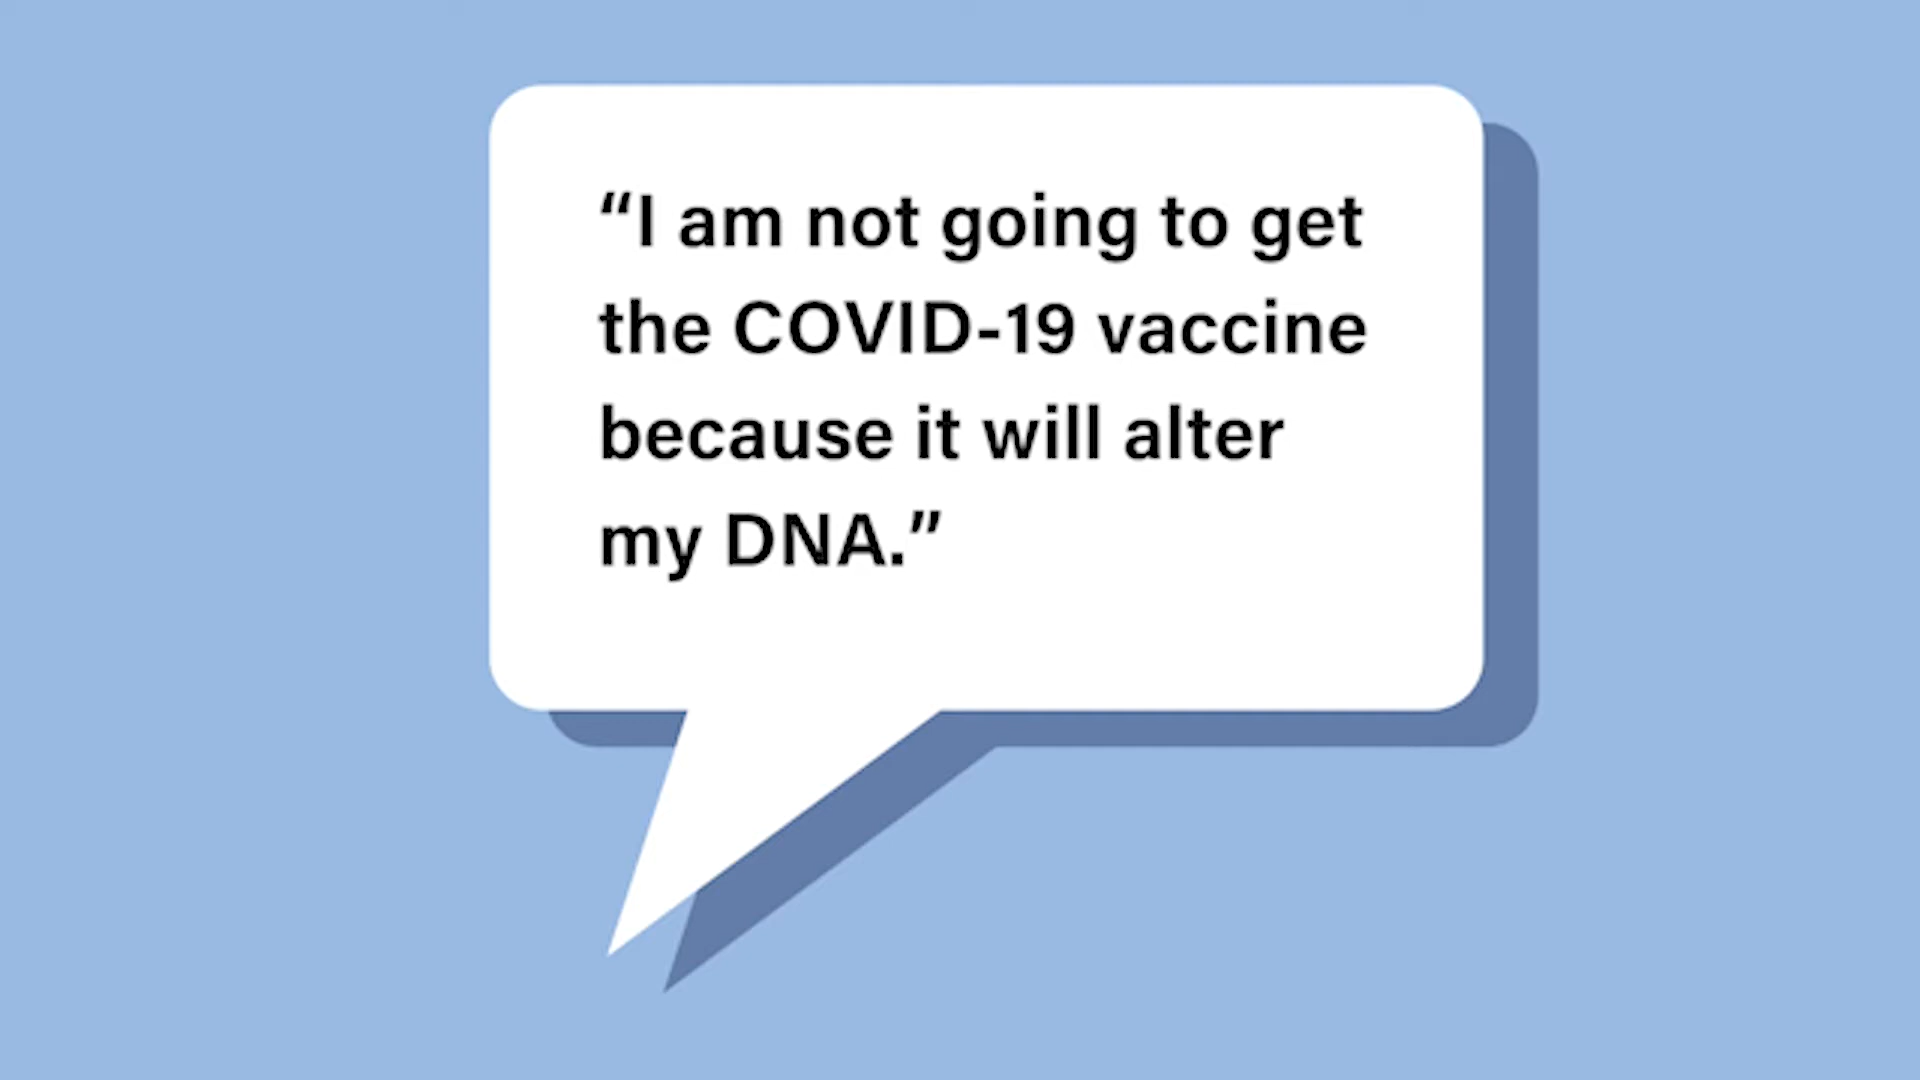 “I am not going to get
the COVID-19 vaccine
because it will alter
my DNA.”